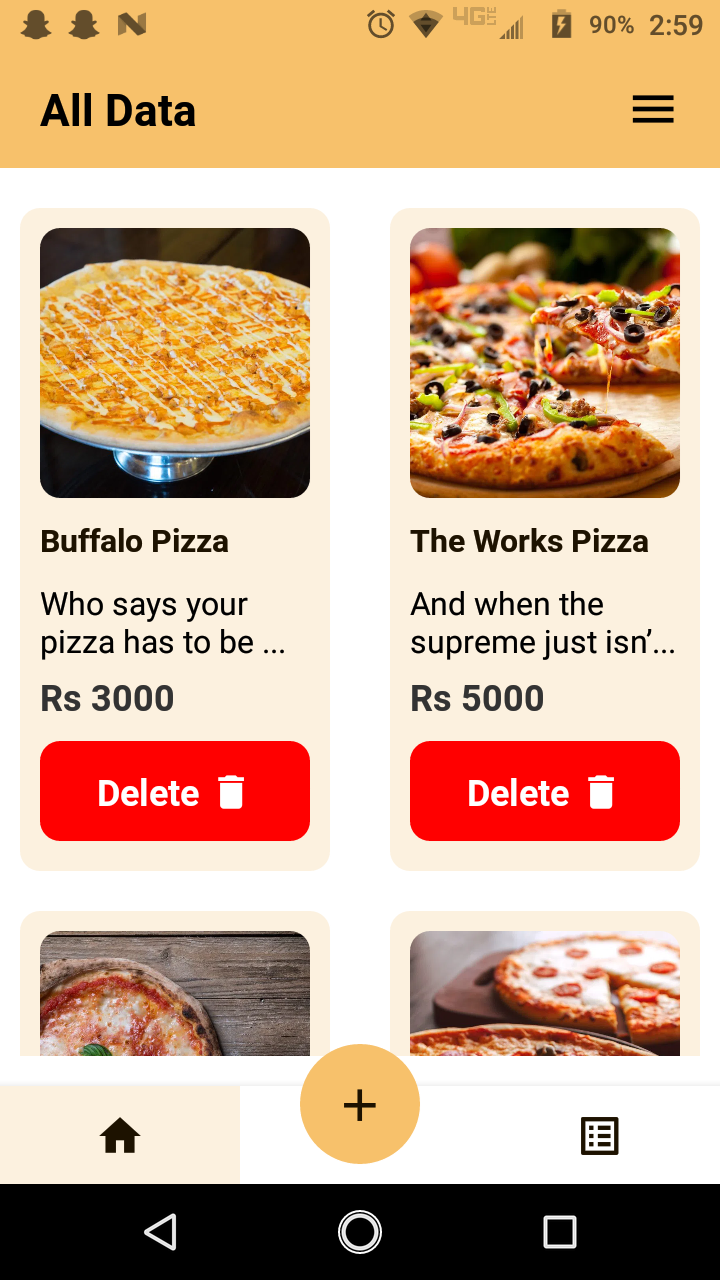 4G LTE 90% 2:59
All Data
Buffalo Pizza
Who says your
pizza has to be ...
Rs 3000
Delete
The Works Pizza
And when the
supreme just isn’...
Rs 5000
Delete